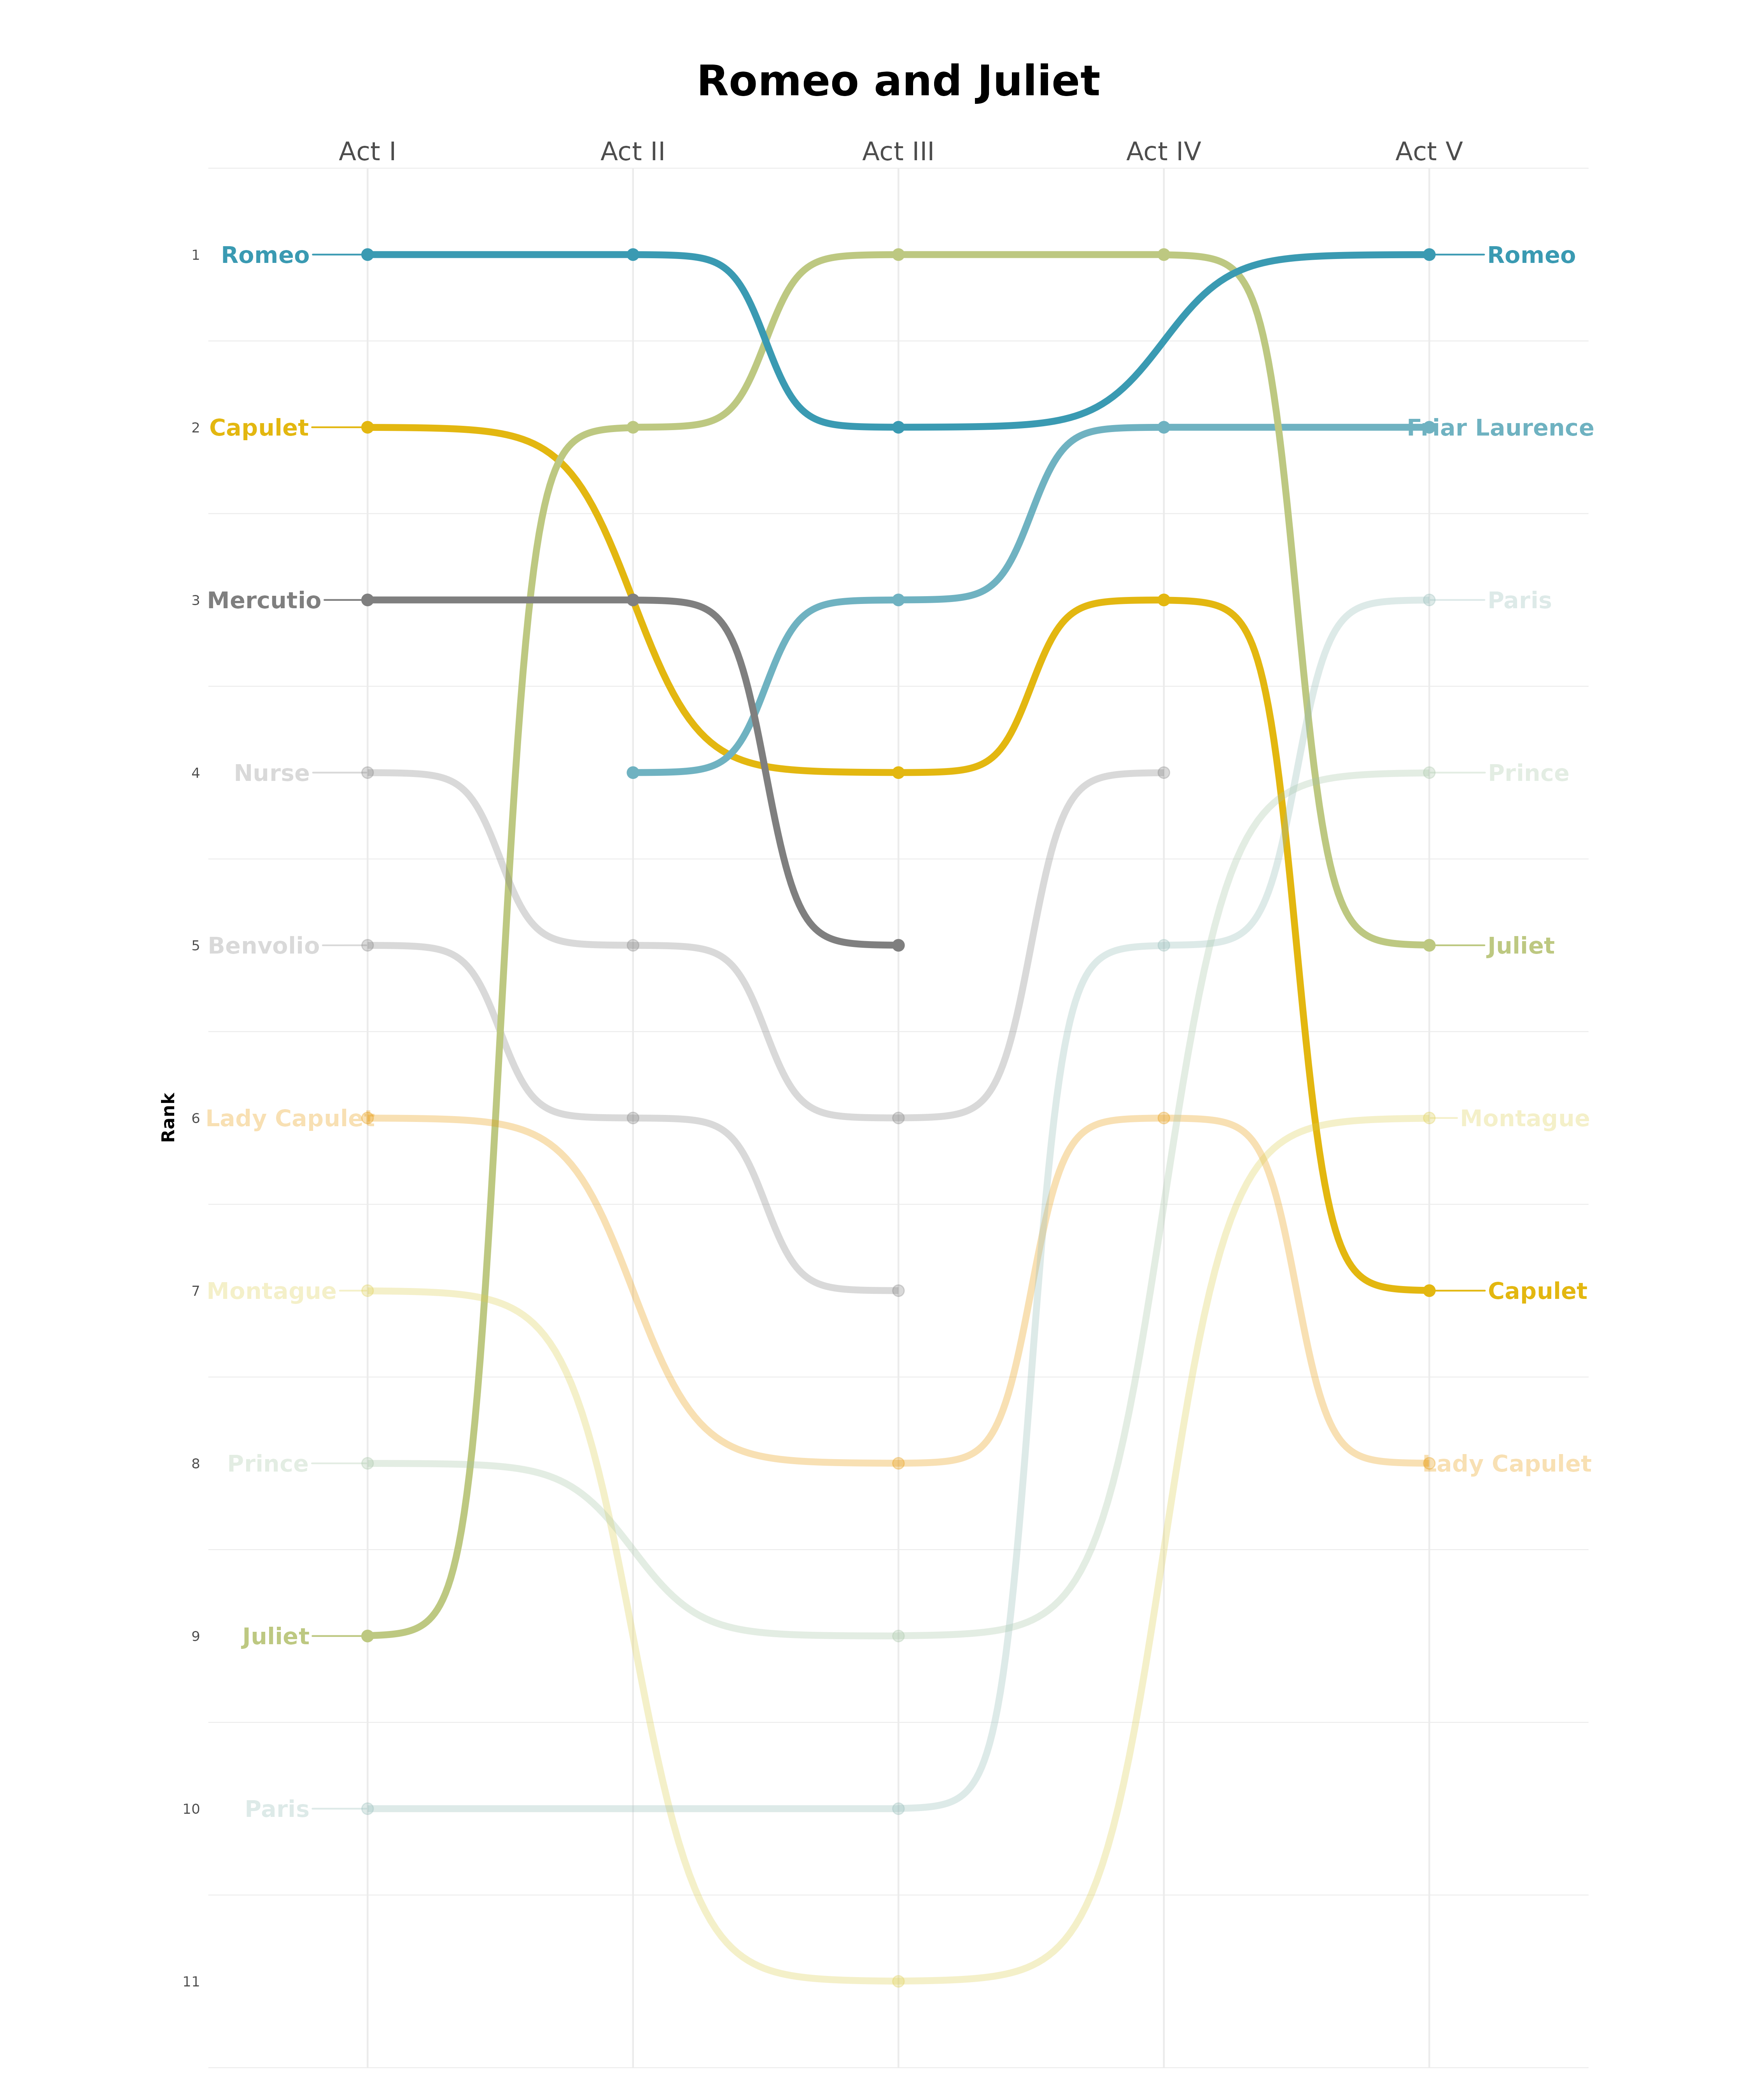 Romeo and Juliet
Act I Act II Act III Act IV Act V
1 Romeo Romeo
2 Capulet Friar Laurence
3 Mercutio Paris
4 Nurse Prince
5 Benvolio Juliet
Rank
6 Lady Capulet Montague
7 Montague Capulet
8 Prince Lady Capulet
9 Juliet
10 Paris
11